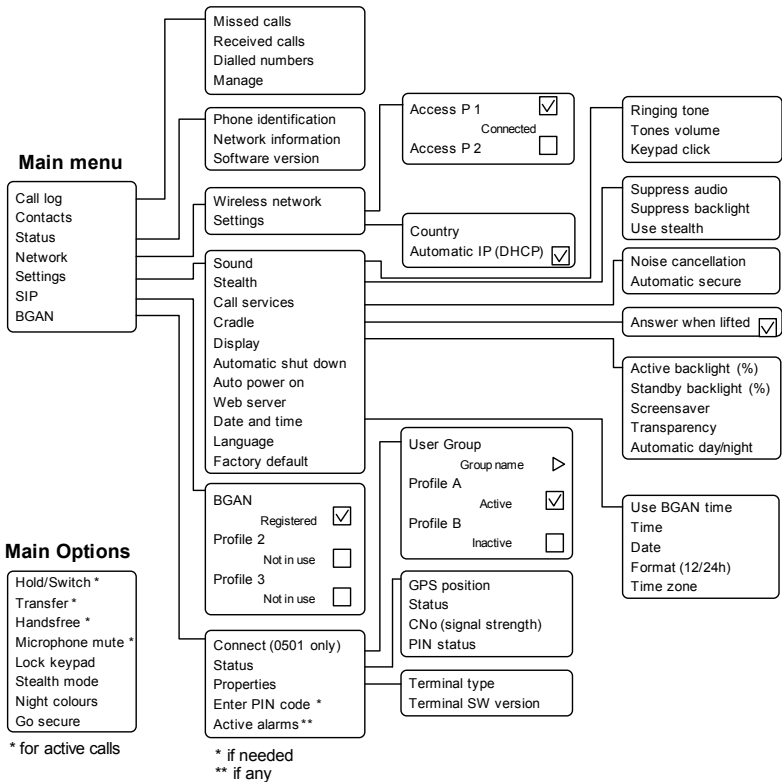 Main menu
Call log
Contacts
Status
Network
Settings
SIP
BGAN
Missed calls
Received calls
Dialled numbers
Manage
Phone identification
Network information
Software version
Wireless network
Settings
Access P 1
Connected
Access P 2
Country
Automatic IP (DHCP)
Sound
Stealth
Call services
Cradle
Display
Automatic shut down
Auto power on
Web server
Date and time
Language
Factory default
Ringing tone
Tones volume
Keypad click
Suppress audio
Suppress backlight
Use stealth
Noise cancellation
Automatic secure
Answer when lifted
Active backlight (%)
Standby backlight (%)
Screensaver
Transparency
Automatic day/night
Use BGAN time
Time
Date
Format (12/24h)
Time zone
BGAN
Registered
Profile 2
Not in use
Profile 3
Not in use
User Group
Group name
Profile A
Active
Profile B
Inactive
Connect (0501 only)
Status
Properties
Enter PIN code *
Active alarms **
* if needed
** if any
GPS position
Status
CNo (signal strength)
PIN status
Terminal type
Terminal SW version
Main Options
Hold/Switch *
Transfer *
Handsfree *
Microphone mute *
Lock keypad
Stealth mode
Night colours
Go secure
* for active calls